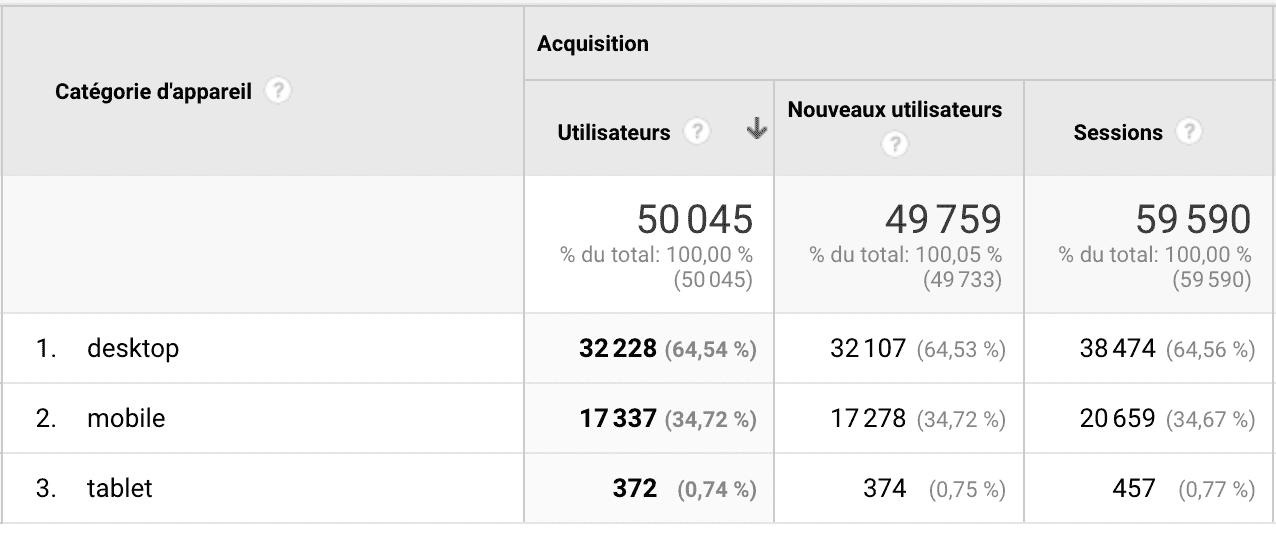 Catégorie d'appareil ?
Acquisition
Utilisateurs ?
Nouveaux utilisateurs
?
Sessions ?
50 045
% du total: 100,00 %
(50 045)
49 759
% du total: 100,05 %
(49 733)
59 590
% du total: 100,00 %
(59 590)
1. desktop 32 228 (64,54 %) 32 107 (64,53 %) 38 474 (64,56 %)
2. mobile 17 337 (34,72 %) 17 278 (34,72 %) 20 659 (34,67 %)
3. tablet 372 (0,74 %) 374 (0,75 %) 457 (0,77 %)